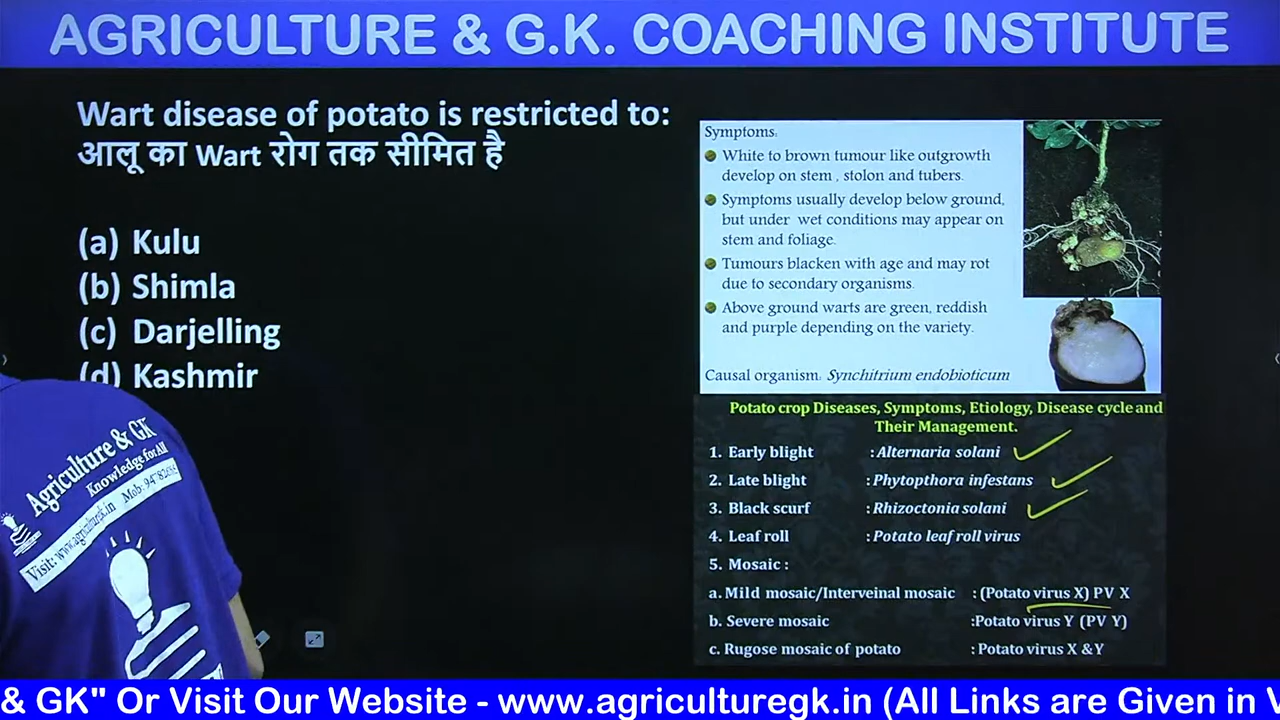 AGRICULTURE & G.K. COACHING INSTITUTE
Wart disease of potato is restricted to:
आलू का Wart रोग तक सीमित है
(a) Kulu
(b) Shimla
(c) Darjelling
(d) Kashmir
Symptoms:
White to brown tumour like outgrowth
develop on stem , stolon and tubers.
Symptoms usually develop below ground,
but under wet conditions may appear on
stem and foliage.
Tumours blacken with age and may rot
due to secondary organisms.
Above ground warts are green, reddish
and purple depending on the variety.
Causal organism: Synchitrium endobioticum
Potato crop Diseases, Symptoms, Etiology, Disease cycle and
Their Management.
1. Early blight : Alternaria solani
2. Late blight : Phytopthora infestans
3. Black scurf : Rhizoctonia solani
4. Leaf roll : Potato leaf roll virus
5. Mosaic :
a. Mild mosaic/Interveinal mosaic : (Potato virus X) PV X
b. Severe mosaic :Potato virus Y (PV Y)
c. Rugose mosaic of potato : Potato virus X & Y
Agriculture & GK
Knowledge for All
Visit: www.agriculturegk.in Mob:
& GK" Or Visit Our Website - www.agriculturegk.in (All Links are Given in